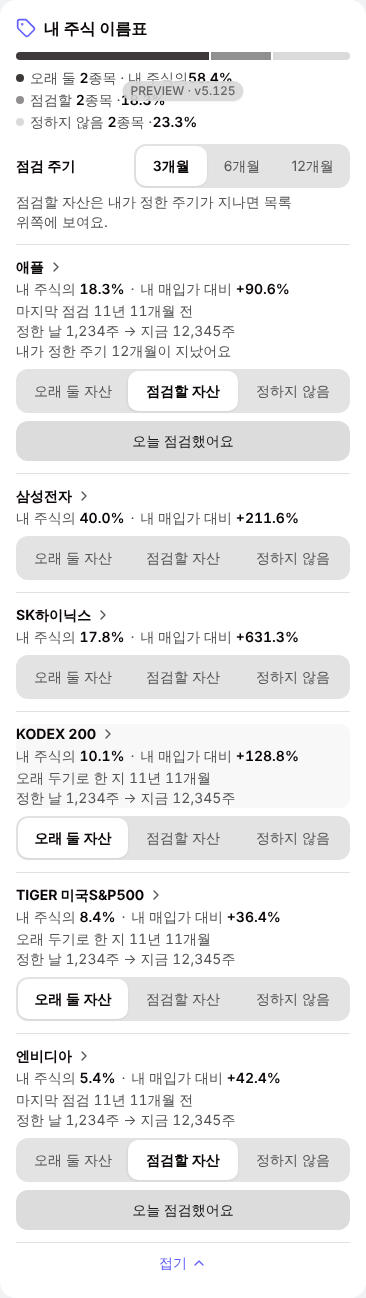 내 주식 이름표
오래 둘 2종목 · 내 주식의 58.4%
PREVIEW · v5.125
점검할 2종목 · 18.3%
정하지 않음 2종목 · 23.3%
점검 주기 3개월 6개월 12개월
점검할 자산은 내가 정한 주기가 지나면 목록
위쪽에 보여요.
애플
내 주식의 18.3% · 내 매입가 대비 +90.6%
마지막 점검 11년 11개월 전
정한 날 1,234주 → 지금 12,345주
내가 정한 주기 12개월이 지났어요
오래 둘 자산 점검할 자산 정하지 않음
오늘 점검했어요
삼성전자
내 주식의 40.0% · 내 매입가 대비 +211.6%
오래 둘 자산 점검할 자산 정하지 않음
SK하이닉스
내 주식의 17.8% · 내 매입가 대비 +631.3%
오래 둘 자산 점검할 자산 정하지 않음
KODEX 200
내 주식의 10.1% · 내 매입가 대비 +128.8%
오래 두기로 한 지 11년 11개월
정한 날 1,234주 → 지금 12,345주
오래 둘 자산 점검할 자산 정하지 않음
TIGER 미국S&P500
내 주식의 8.4% · 내 매입가 대비 +36.4%
오래 두기로 한 지 11년 11개월
정한 날 1,234주 → 지금 12,345주
오래 둘 자산 점검할 자산 정하지 않음
엔비디아
내 주식의 5.4% · 내 매입가 대비 +42.4%
마지막 점검 11년 11개월 전
정한 날 1,234주 → 지금 12,345주
오래 둘 자산 점검할 자산 정하지 않음
오늘 점검했어요
접기